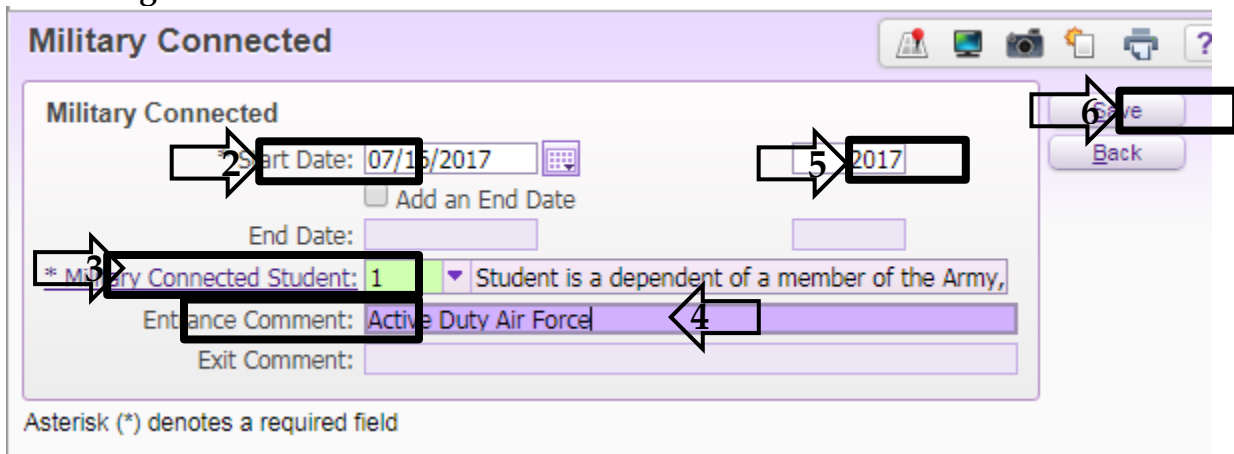 Military Connected
?
Military Connected
6 Save
2 * Start Date: 07/15/2017
5 2017
Back
Add an End Date
End Date:
3 * Military Connected Student: 1 Student is a dependent of a member of the Army,
Entrance Comment: Active Duty Air Force 4
Exit Comment:
Asterisk (*) denotes a required field